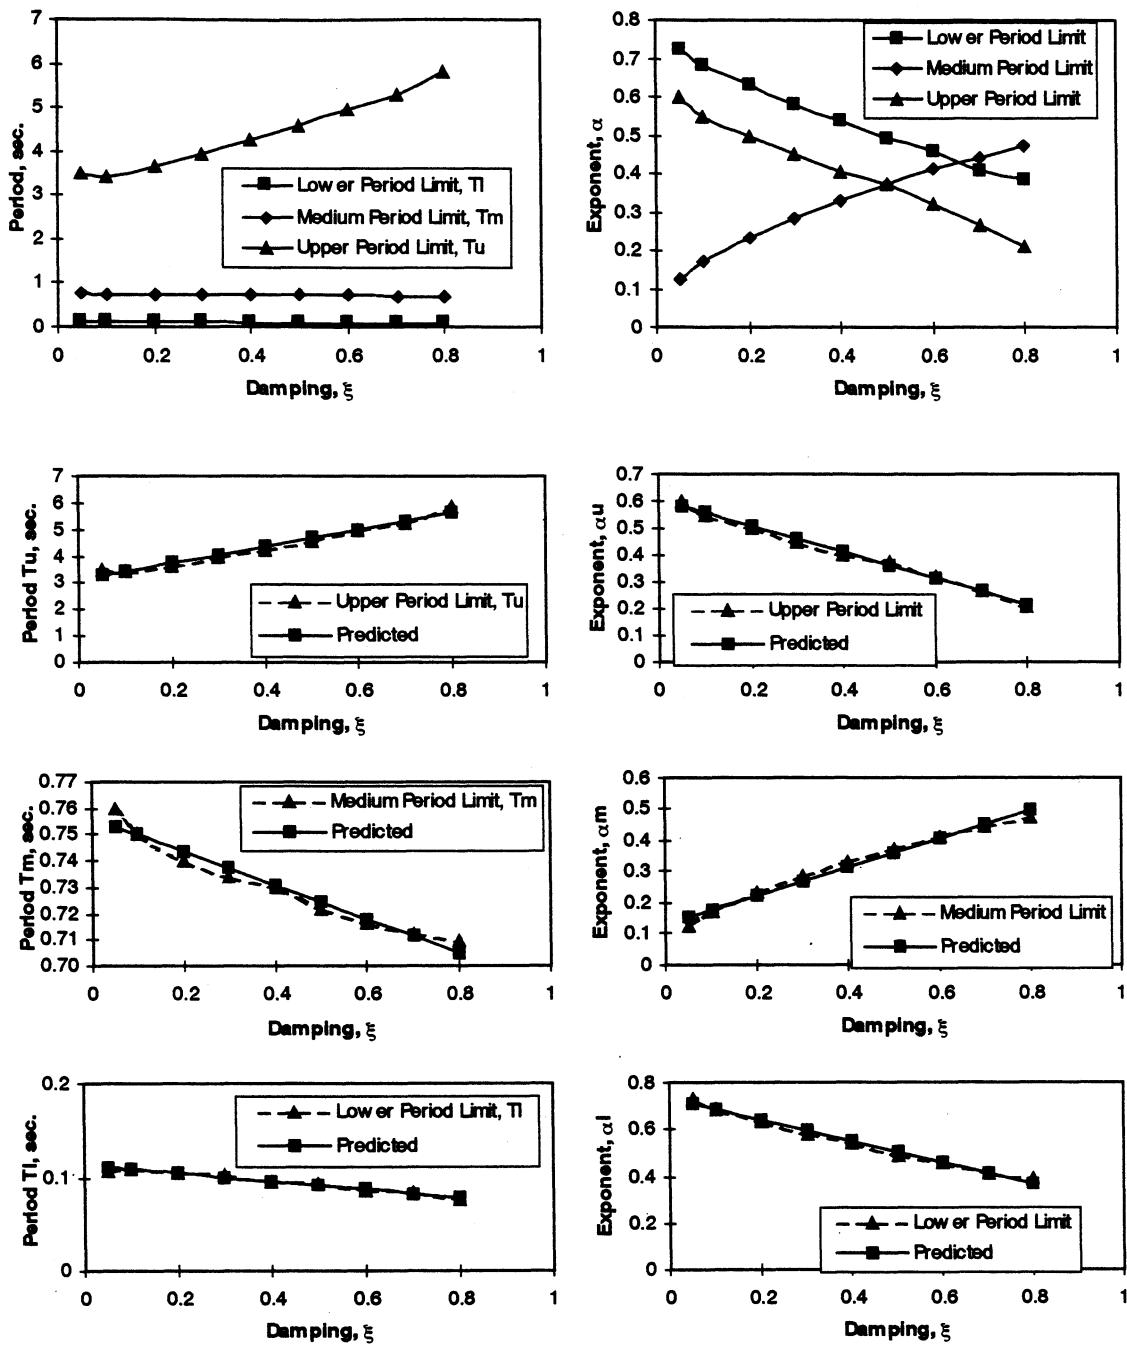 7
6
5
4
3
2
1
0
Period, sec.
Lower Period Limit, Tl
Medium Period Limit, Tm
Upper Period Limit, Tu
0 0.2 0.4 0.6 0.8 1
Damping, ξ
0.8
0.7
0.6
0.5
0.4
0.3
0.2
0.1
0
Exponent, α
Lower Period Limit
Medium Period Limit
Upper Period Limit
0 0.2 0.4 0.6 0.8 1
Damping, ξ
7
6
5
4
3
2
1
0
Period Tu, sec.
Upper Period Limit, Tu
Predicted
0 0.2 0.4 0.6 0.8 1
Damping, ξ
0.7
0.6
0.5
0.4
0.3
0.2
0.1
0
Exponent, αu
Upper Period Limit
Predicted
0 0.2 0.4 0.6 0.8 1
Damping, ξ
0.77
0.76
0.75
0.74
0.73
0.72
0.71
0.70
Period Tm, sec.
Medium Period Limit, Tm
Predicted
0 0.2 0.4 0.6 0.8 1
Damping, ξ
0.6
0.5
0.4
0.3
0.2
0.1
0
Exponent, αm
Medium Period Limit
Predicted
0 0.2 0.4 0.6 0.8 1
Damping, ξ
0.2
0.1
0
Period Tl, sec.
Lower Period Limit, Tl
Predicted
0 0.2 0.4 0.6 0.8 1
Damping, ξ
0.8
0.6
0.4
0.2
0
Exponent, αl
Lower Period Limit
Predicted
0 0.2 0.4 0.6 0.8 1
Damping, ξ